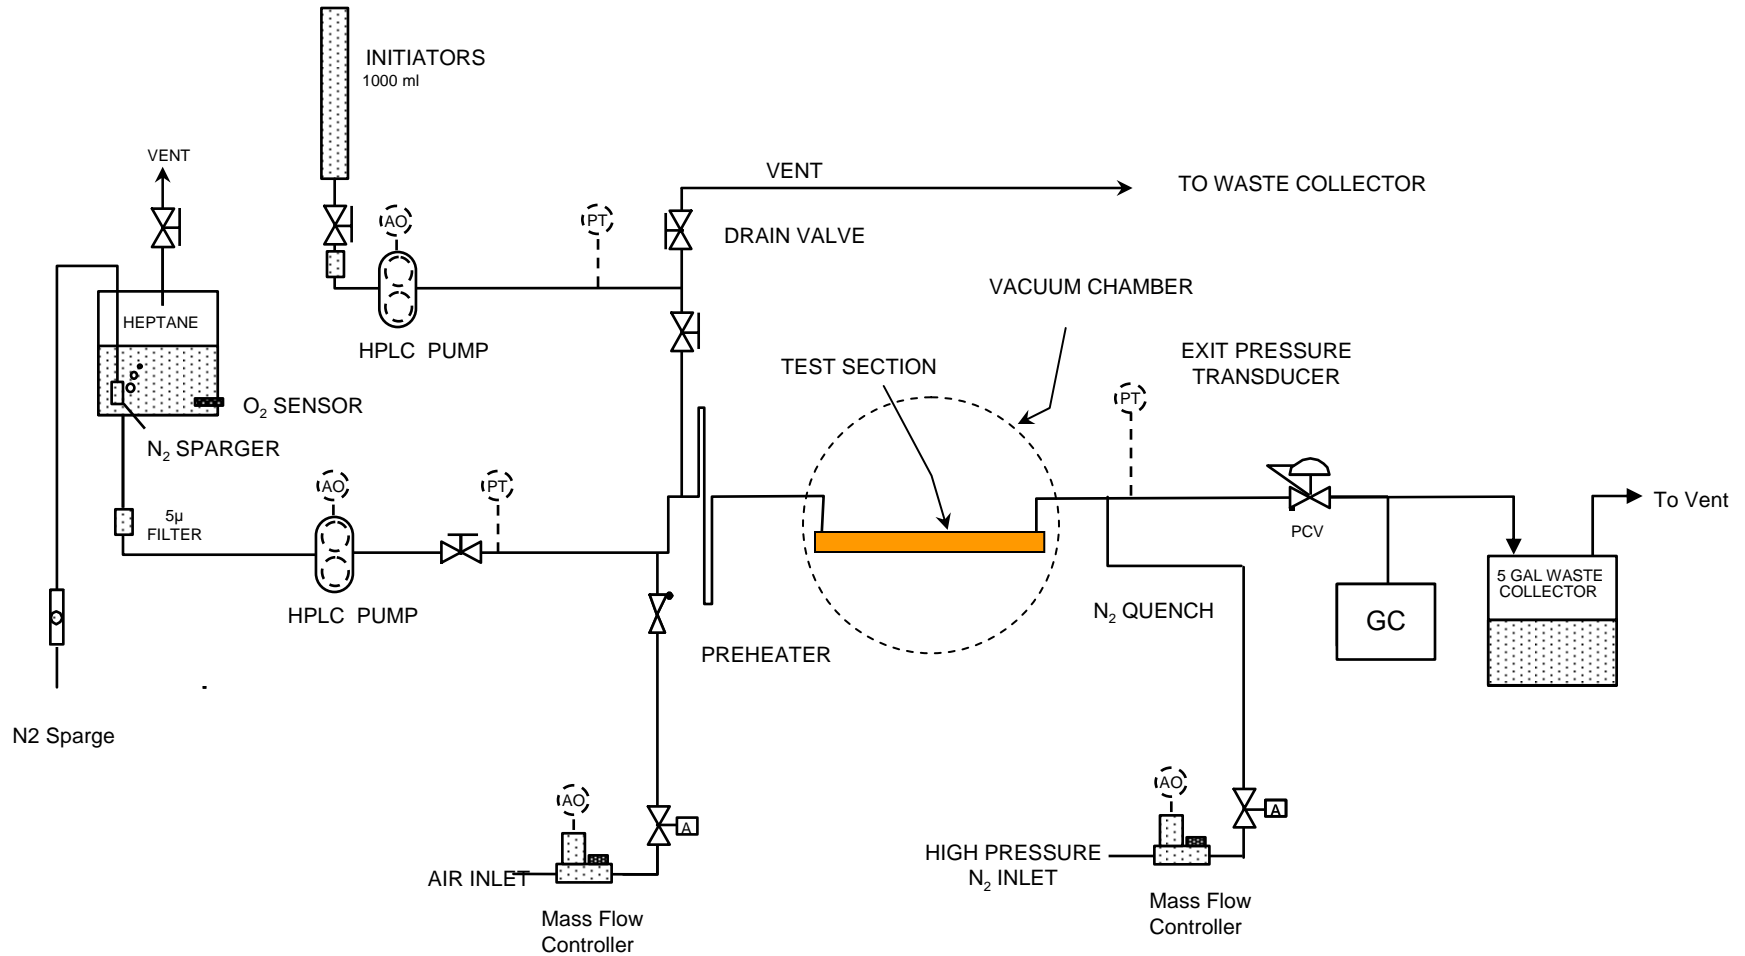 INITIATORS
1000 ml
VENT
VENT
TO WASTE COLLECTOR
AO
PT
DRAIN VALVE
VACUUM CHAMBER
HEPTANE
HPLC PUMP
EXIT PRESSURE
TRANSDUCER
TEST SECTION
PT
O2 SENSOR
N2 SPARGER
AO
PT
5µ
FILTER
To Vent
PCV
5 GAL WASTE
COLLECTOR
HPLC PUMP
N2 QUENCH
GC
PREHEATER
N2 Sparge
AO
A
AO
A
AIR INLET
HIGH PRESSURE
N2 INLET
Mass Flow
Controller
Mass Flow
Controller